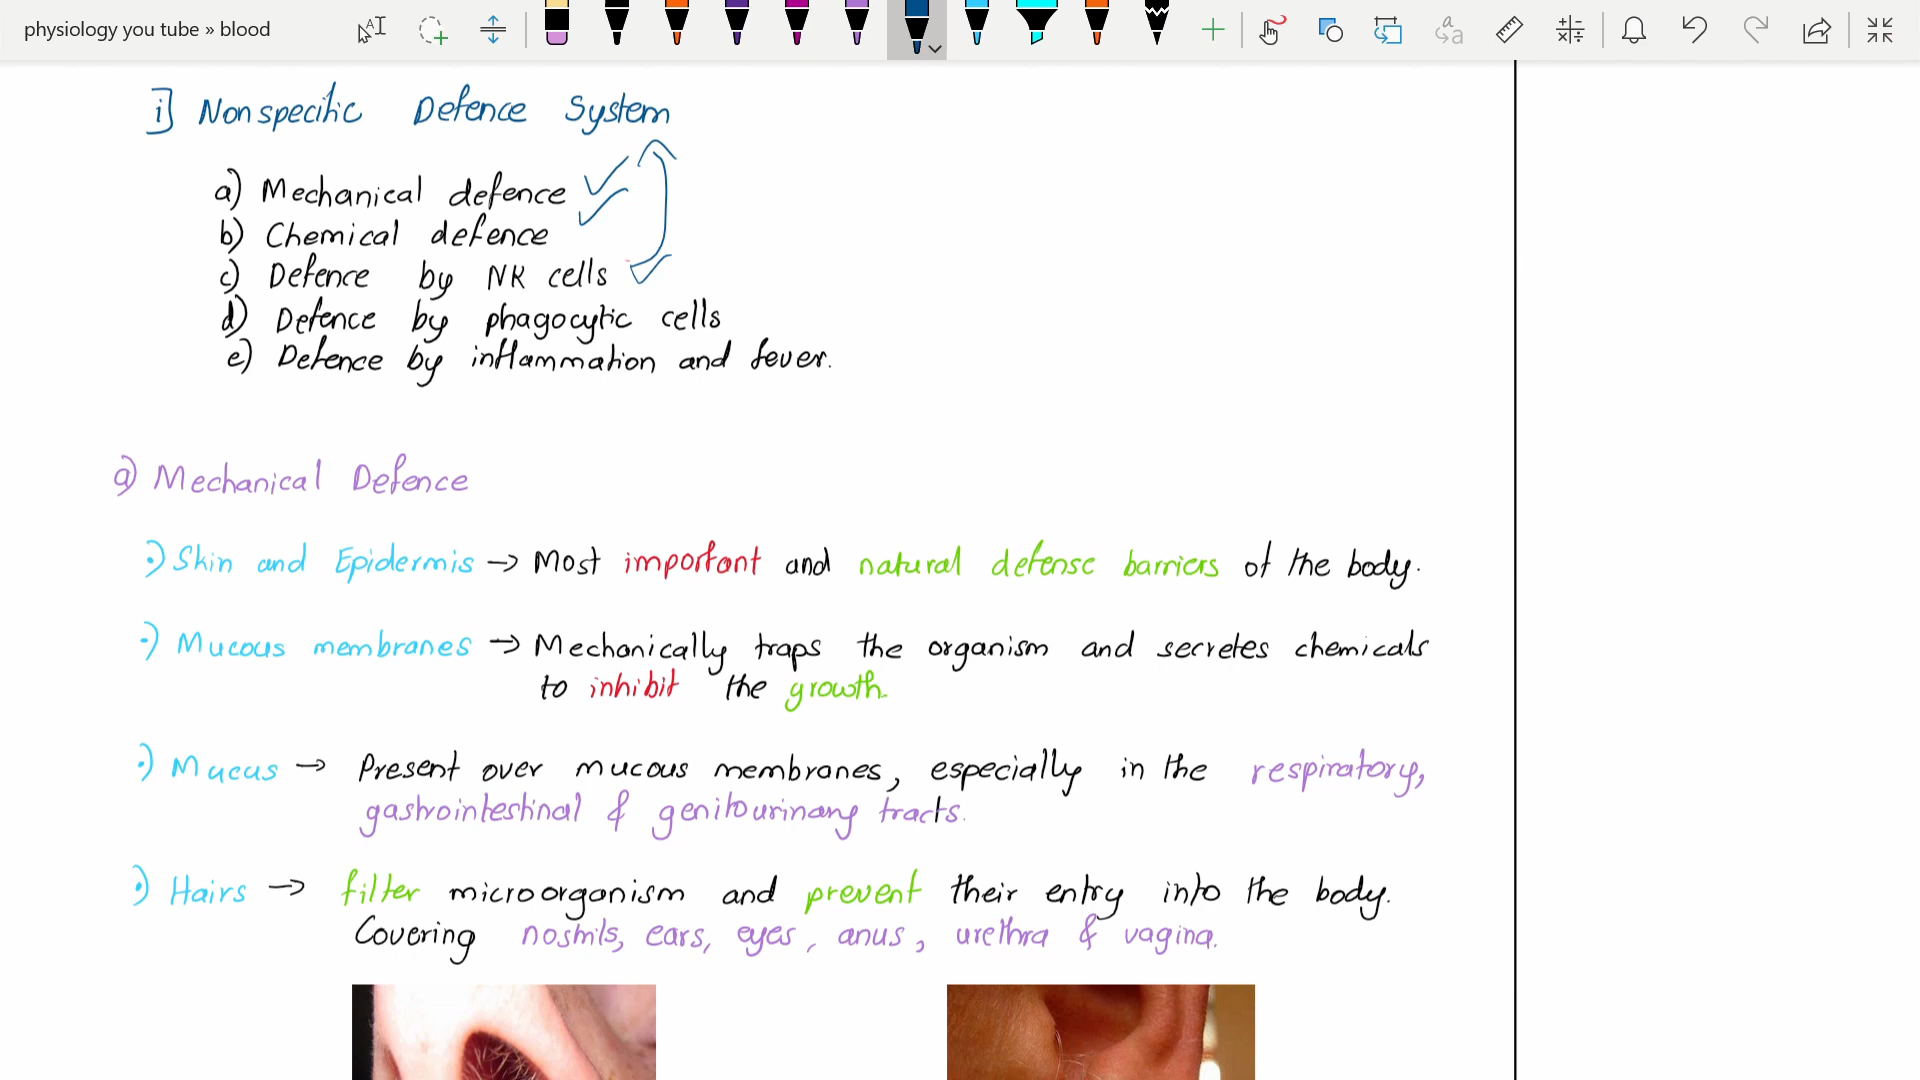 physiology you tube » blood
i] Nonspecific Defence System
a) Mechanical defence
b) Chemical defence
c) Defence by NK cells
d) Defence by phagocytic cells
e) Defence by inflammation and fever.
a) Mechanical Defence
•) Skin and Epidermis → Most important and natural defense barriers of the body.
•) Mucous membranes → Mechanically traps the organism and secretes chemicals
to inhibit the growth.
•) Mucus → Present over mucous membranes, especially in the respiratory,
gastrointestinal & genitourinary tracts.
•) Hairs → filter microorganism and prevent their entry into the body.
Covering nostrils, ears, eyes, anus, urethra & vagina.